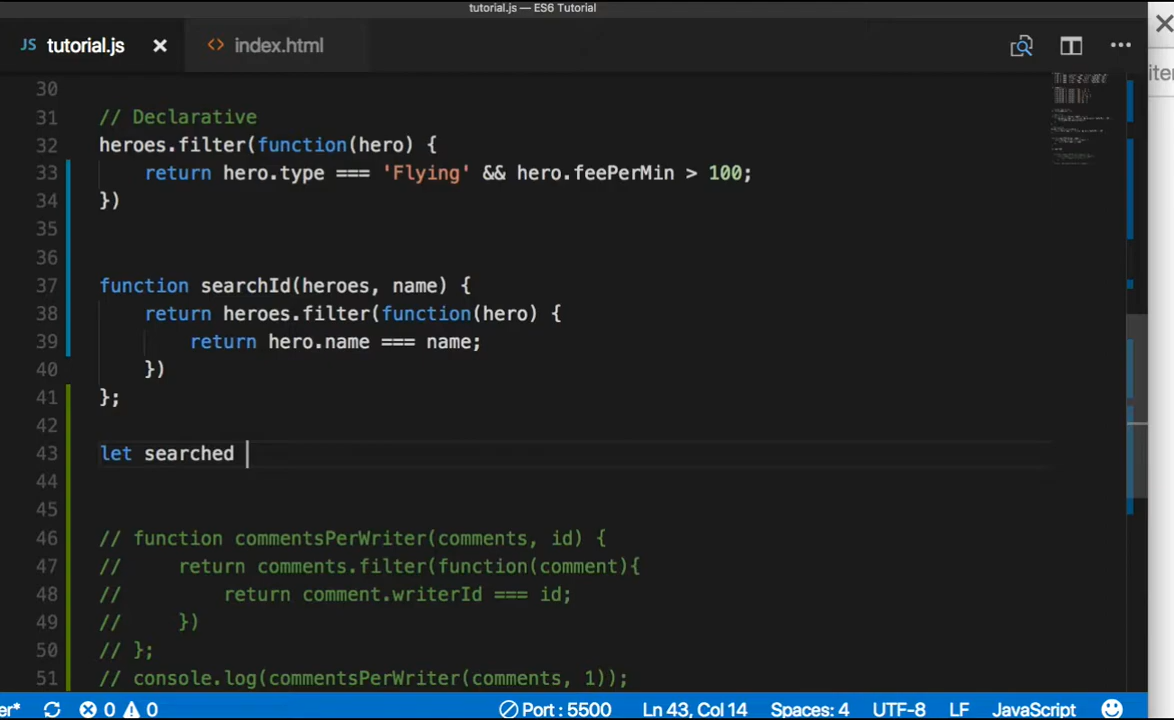 tutorial.js — ES6 Tutorial
JS tutorial.js × <> index.html
iter
30
31 // Declarative
32 heroes.filter(function(hero) {
33 return hero.type === 'Flying' && hero.feePerMin > 100;
34 })
35
36
37 function searchId(heroes, name) {
38 return heroes.filter(function(hero) {
39 return hero.name === name;
40 })
41 };
42
43 let searched
44
45
46 // function commentsPerWriter(comments, id) {
47 // return comments.filter(function(comment){
48 // return comment.writerId === id;
49 // })
50 // };
51 // console.log(commentsPerWriter(comments, 1));
er* 0 0 Port : 5500 Ln 43, Col 14 Spaces: 4 UTF-8 LF JavaScript